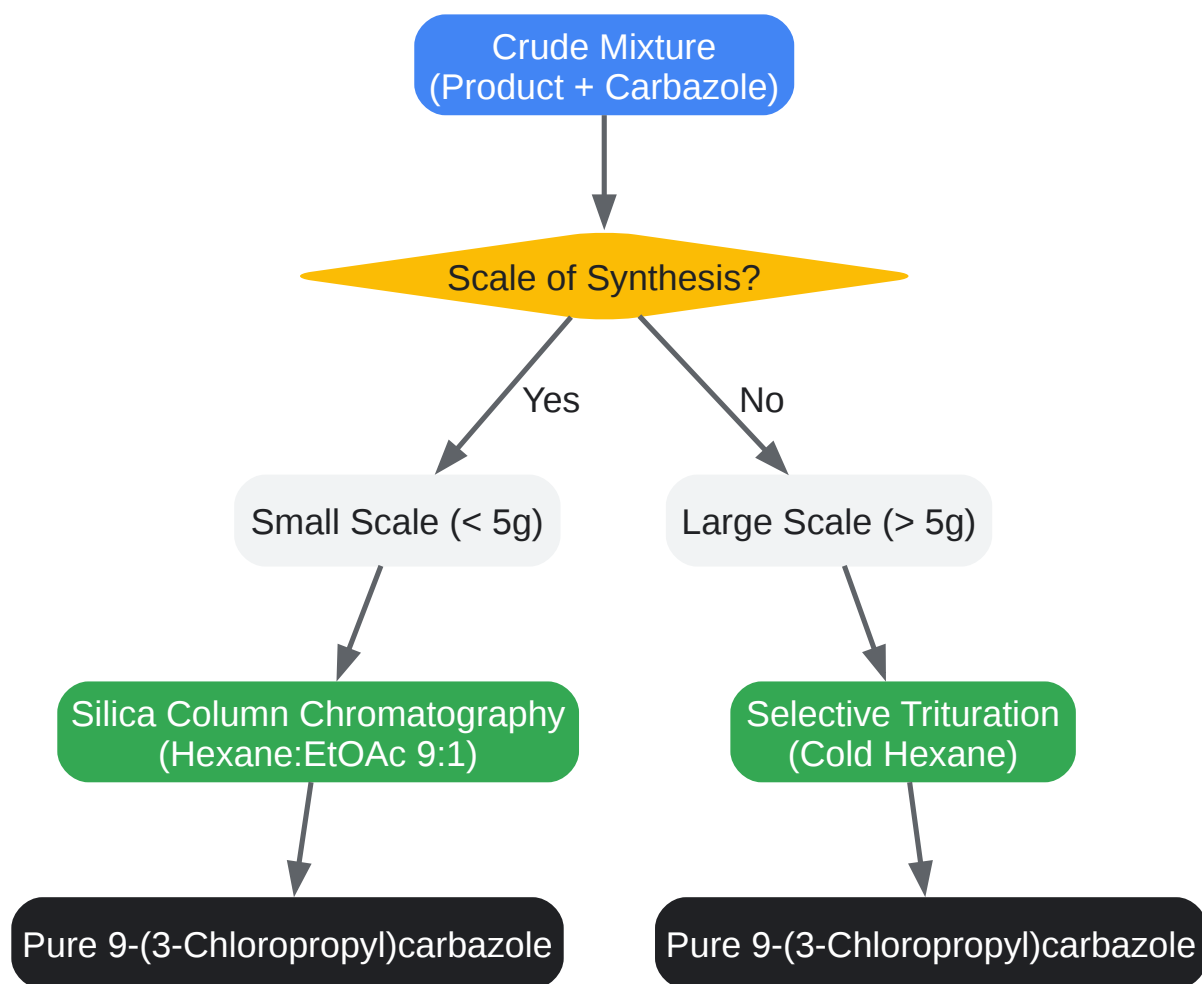 Crude Mixture
(Product + Carbazole)
Scale of Synthesis?
Yes
No
Small Scale (< 5g)
Large Scale (> 5g)
Silica Column Chromatography
(Hexane:EtOAc 9:1)
Selective Trituration
(Cold Hexane)
Pure 9-(3-Chloropropyl)carbazole
Pure 9-(3-Chloropropyl)carbazole